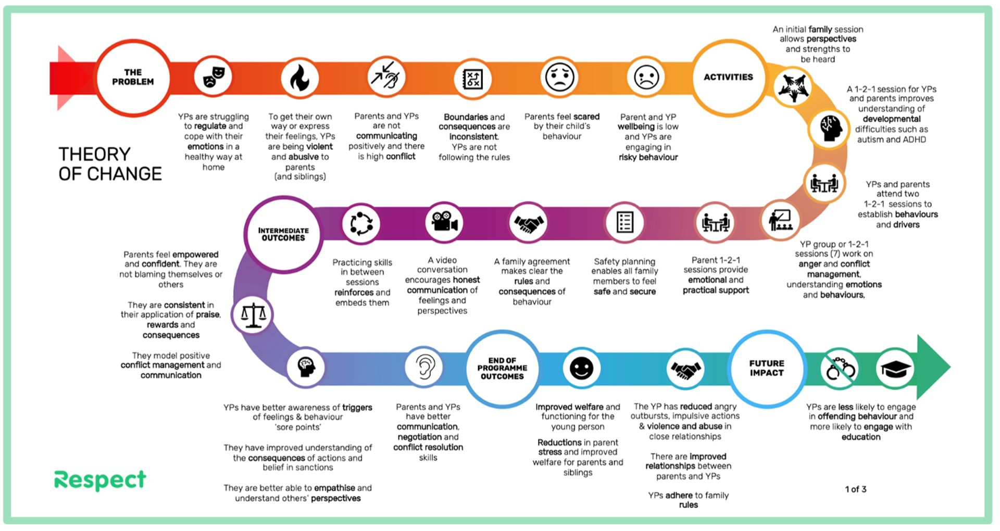 THE
PROBLEM
YPs are struggling
to regulate and
cope with their
emotions in a
healthy way at
home
To get their own
way or express
their feelings, YPs
are being violent
and abusive to
parents
(and siblings)
Parents and YPs
are not
communicating
positively and there
is high conflict
Boundaries and
consequences are
inconsistent.
YPs are not
following the rules
Parents feel scared
by their child's
behaviour
Parent and YP
wellbeing is low
and YPs are
engaging in
risky behaviour
THEORY
OF CHANGE
ACTIVITIES
An initial family session
allows perspectives
and strengths to
be heard
A 1-2-1 session for YPs
and parents improves
understanding of
developmental
difficulties such as
autism and ADHD
YPs and parents
attend two
1-2-1 sessions to
establish behaviours
and drivers
YP group or 1-2-1
sessions (7) work on
anger and conflict
management,
understanding emotions
and behaviours,
Parent 1-2-1
sessions provide
emotional and
practical support
Safety planning
enables all family
members to feel
safe and secure
A family agreement
makes clear the
rules and
consequences of
behaviour
A video
conversation
encourages honest
communication of
feelings and
perspectives
Practicing skills
in between
sessions
reinforces and
embeds them
INTERMEDIATE
OUTCOMES
Parents feel empowered
and confident. They are
not blaming themselves or
others
They are consistent in
their application of praise,
rewards and
consequences
They model positive
conflict management and
communication
YPs have better awareness of triggers
of feelings & behaviour
'sore points'
They have improved understanding of
the consequences of actions and
belief in sanctions
They are better able to empathise and
understand others' perspectives
Parents and YPs
have better
communication,
negotiation and
conflict resolution
skills
END OF
PROGRAMME
OUTCOMES
Improved welfare and
functioning for the
young person
Reductions in parent
stress and improved
welfare for parents and
siblings
The YP has reduced angry
outbursts, impulsive actions
& violence and abuse in
close relationships
There are improved
relationships between
parents and YPs
YPs adhere to family
rules
FUTURE
IMPACT
YPs are less likely to engage
in offending behaviour and
more likely to engage with
education
Respect
1 of 3